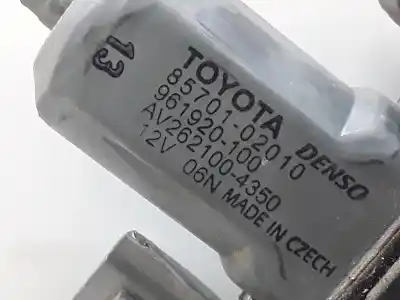 13
TOYOTA DENSO
85701-02010
961920-100
AV262100-4350
12V 06N MADE IN CZECH